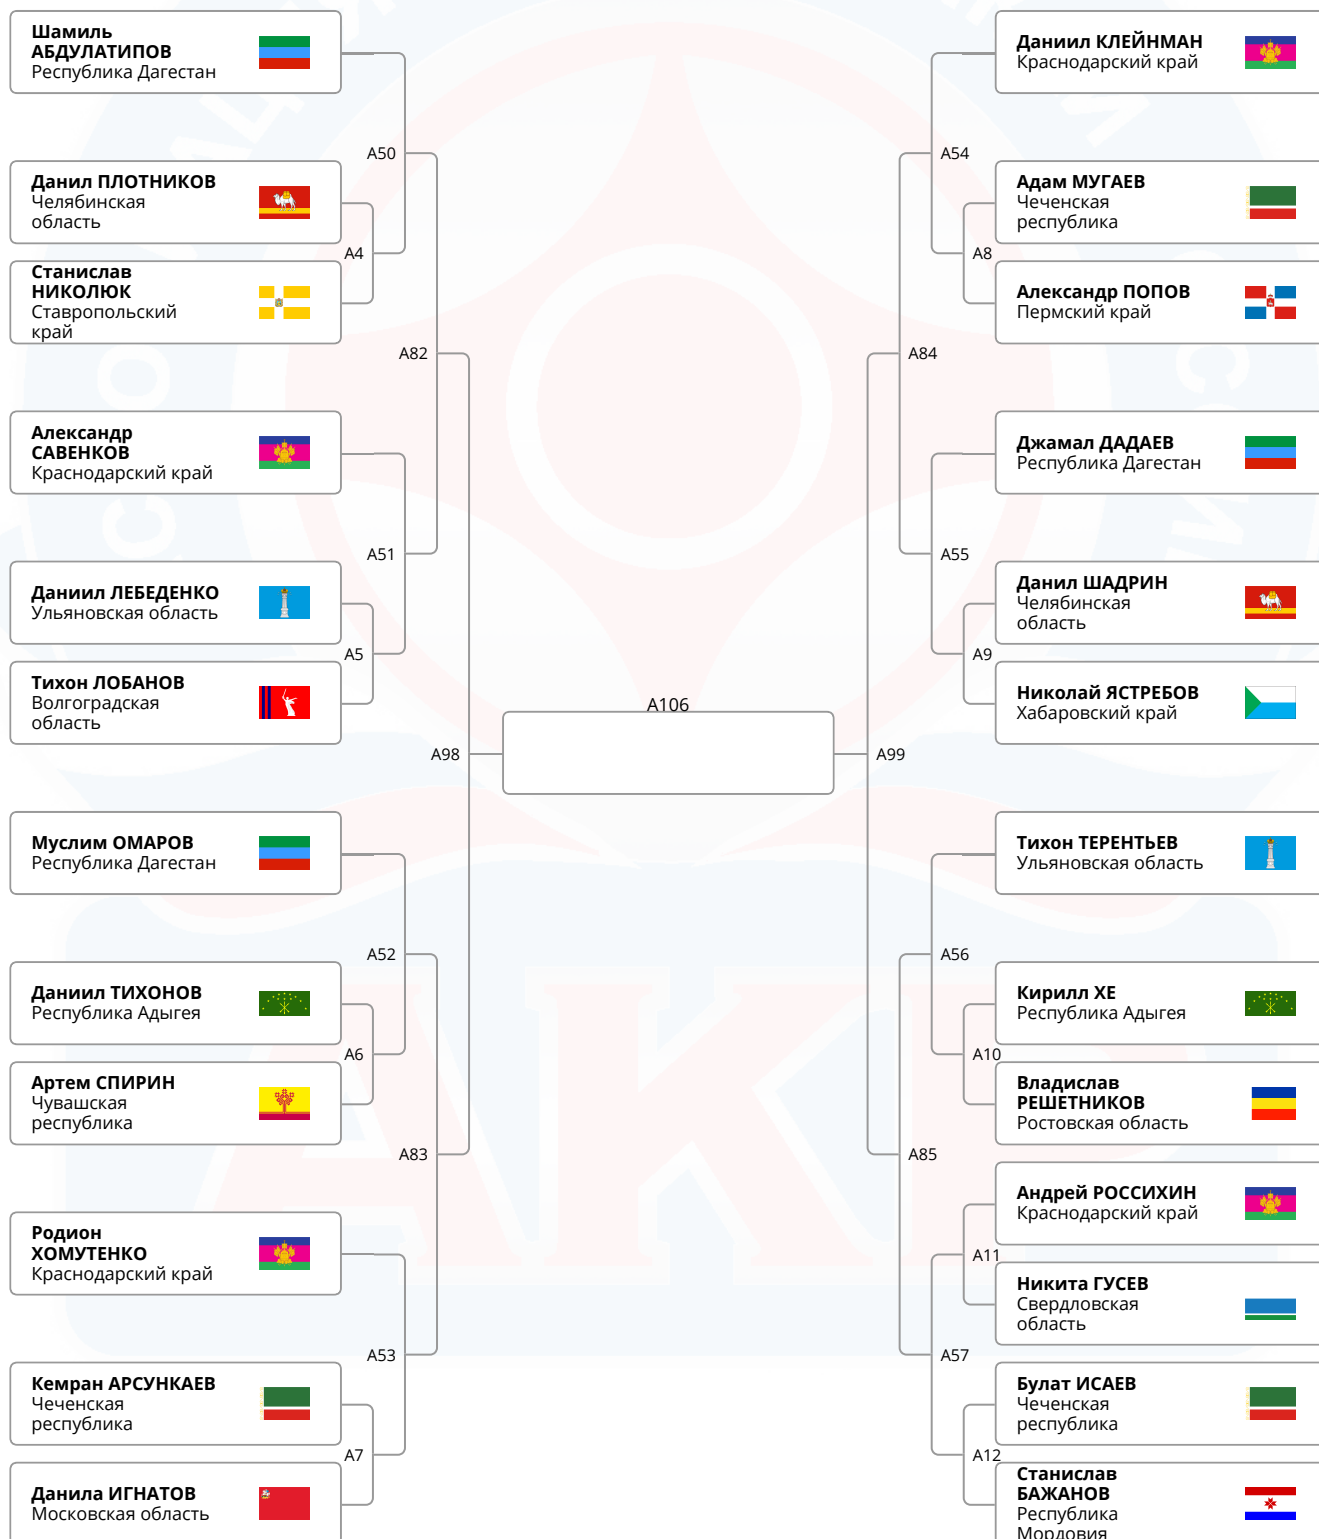 Шамиль
АБДУЛАТИПОВ
Республика Дагестан
A50
Данил ПЛОТНИКОВ
Челябинская
область
A4
Станислав
НИКОЛЮК
Ставропольский
край
A82
Александр
САВЕНКОВ
Краснодарский край
A51
Даниил ЛЕБЕДЕНКО
Ульяновская область
A5
Тихон ЛОБАНОВ
Волгоградская
область
A98
Муслим ОМАРОВ
Республика Дагестан
A52
Даниил ТИХОНОВ
Республика Адыгея
A6
Артем СПИРИН
Чувашская
республика
A83
Родион
ХОМУТЕНКО
Краснодарский край
A53
Кемран АРСУНКАЕВ
Чеченская
республика
A7
Данила ИГНАТОВ
Московская область
A106
Даниил КЛЕЙНМАН
Краснодарский край
A54
Адам МУГАЕВ
Чеченская
республика
A8
Александр ПОПОВ
Пермский край
A84
Джамал ДАДАЕВ
Республика Дагестан
A55
Данил ШАДРИН
Челябинская
область
A9
Николай ЯСТРЕБОВ
Хабаровский край
A99
Тихон ТЕРЕНТЬЕВ
Ульяновская область
A56
Кирилл ХЕ
Республика Адыгея
A10
Владислав
РЕШЕТНИКОВ
Ростовская область
A85
Андрей РОССИХИН
Краснодарский край
A11
Никита ГУСЕВ
Свердловская
область
A57
Булат ИСАЕВ
Чеченская
республика
A12
Станислав
БАЖАНОВ
Республика
Мордовия
АКР